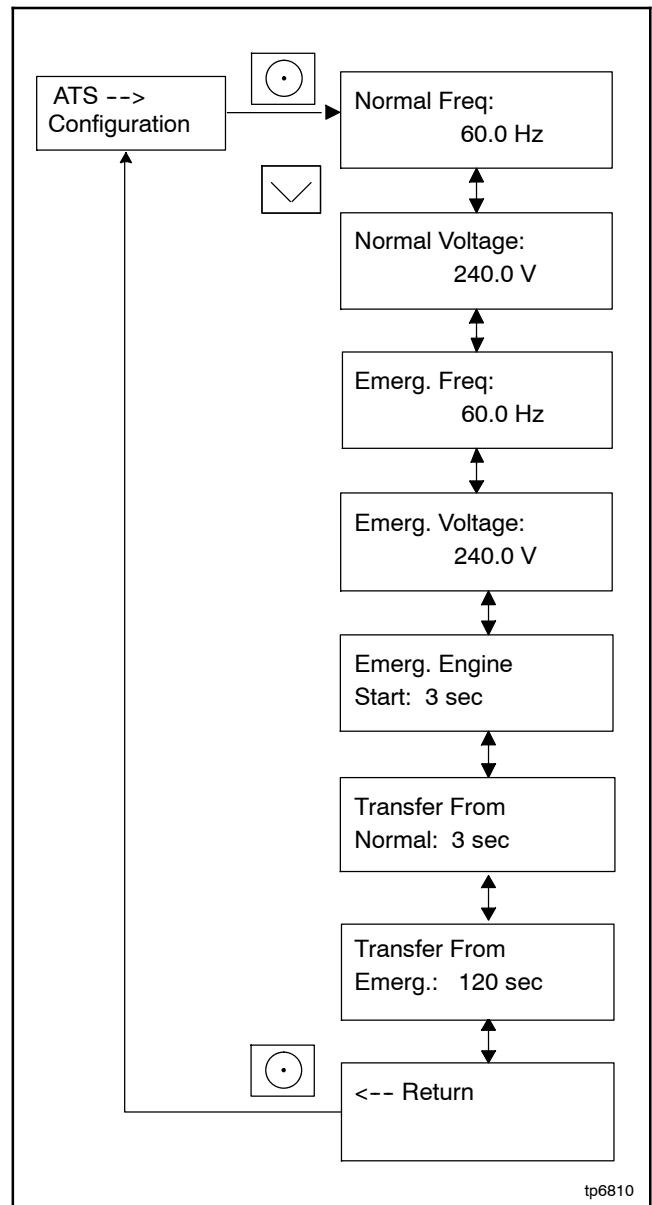 ATS -->
Configuration
Normal Freq:
60.0 Hz
Normal Voltage:
240.0 V
Emerg. Freq:
60.0 Hz
Emerg. Voltage:
240.0 V
Emerg. Engine
Start: 3 sec
Transfer From
Normal: 3 sec
Transfer From
Emerg.: 120 sec
<-- Return
tp6810